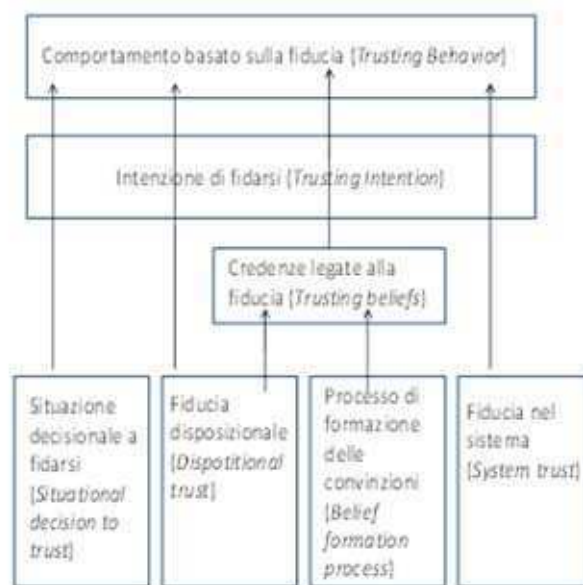 Comportamento basato sulla fiducia (Trusting Behavior)
Intenzione di fidarsi (Trusting Intention)
Credenze legate alla
fiducia (Trusting beliefs)
Situazione
decisionale a
fidarsi
(Situational
decision to
trust)
Fiducia
disposizionale
(Dispotitional
trust)
Processo di
formazione
delle
convinzioni
(Belief
formation
process)
Fiducia nel
sistema
(System trust)